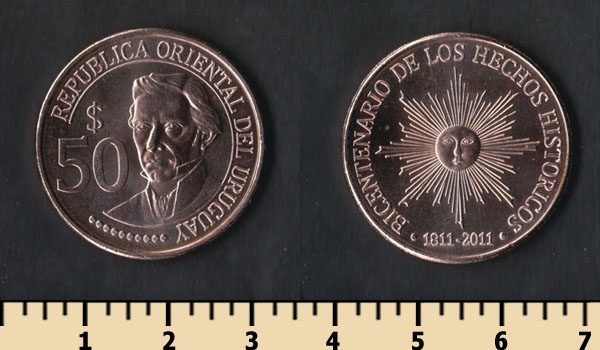 REPUBLICA ORIENTAL DEL URUGUAY
$
50
BICENTENARIO DE LOS HECHOS HISTORICOS
1811-2011
1 2 3 4 5 6 7